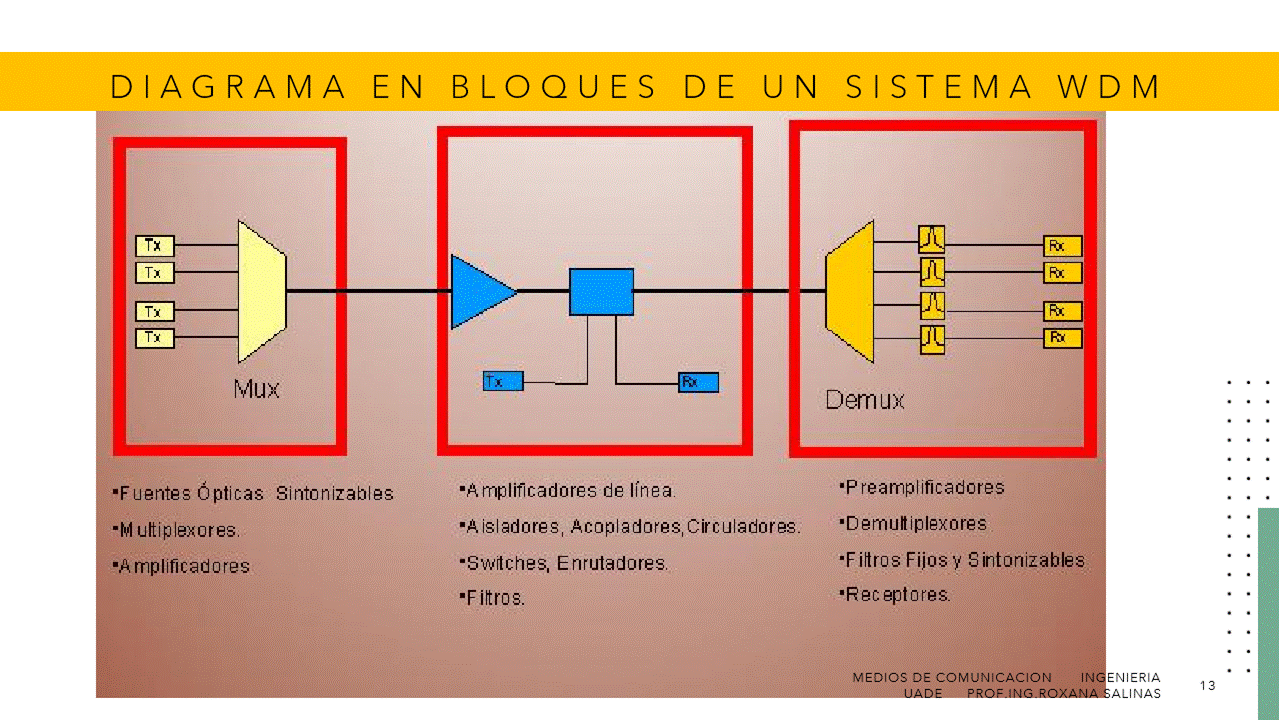 DIAGRAMA EN BLOQUES DE UN SISTEMA WDM
Tx
Tx
Tx
Tx
Mux
Tx
Rx
Rx
Rx
Rx
Rx
Demux
▪Fuentes Ópticas Sintonizables
▪Multiplexores.
▪Amplificadores
▪Amplificadores de línea.
▪Aisladores, Acopladores,Circuladores.
▪Switches, Enrutadores.
▪Filtros.
▪Preamplificadores
▪Demultiplexores
▪Filtros Fijos y Sintonizables
▪Receptores.
MEDIOS DE COMUNICACION INGENIERIA
UADE PROF.ING.ROXANA SALINAS
13